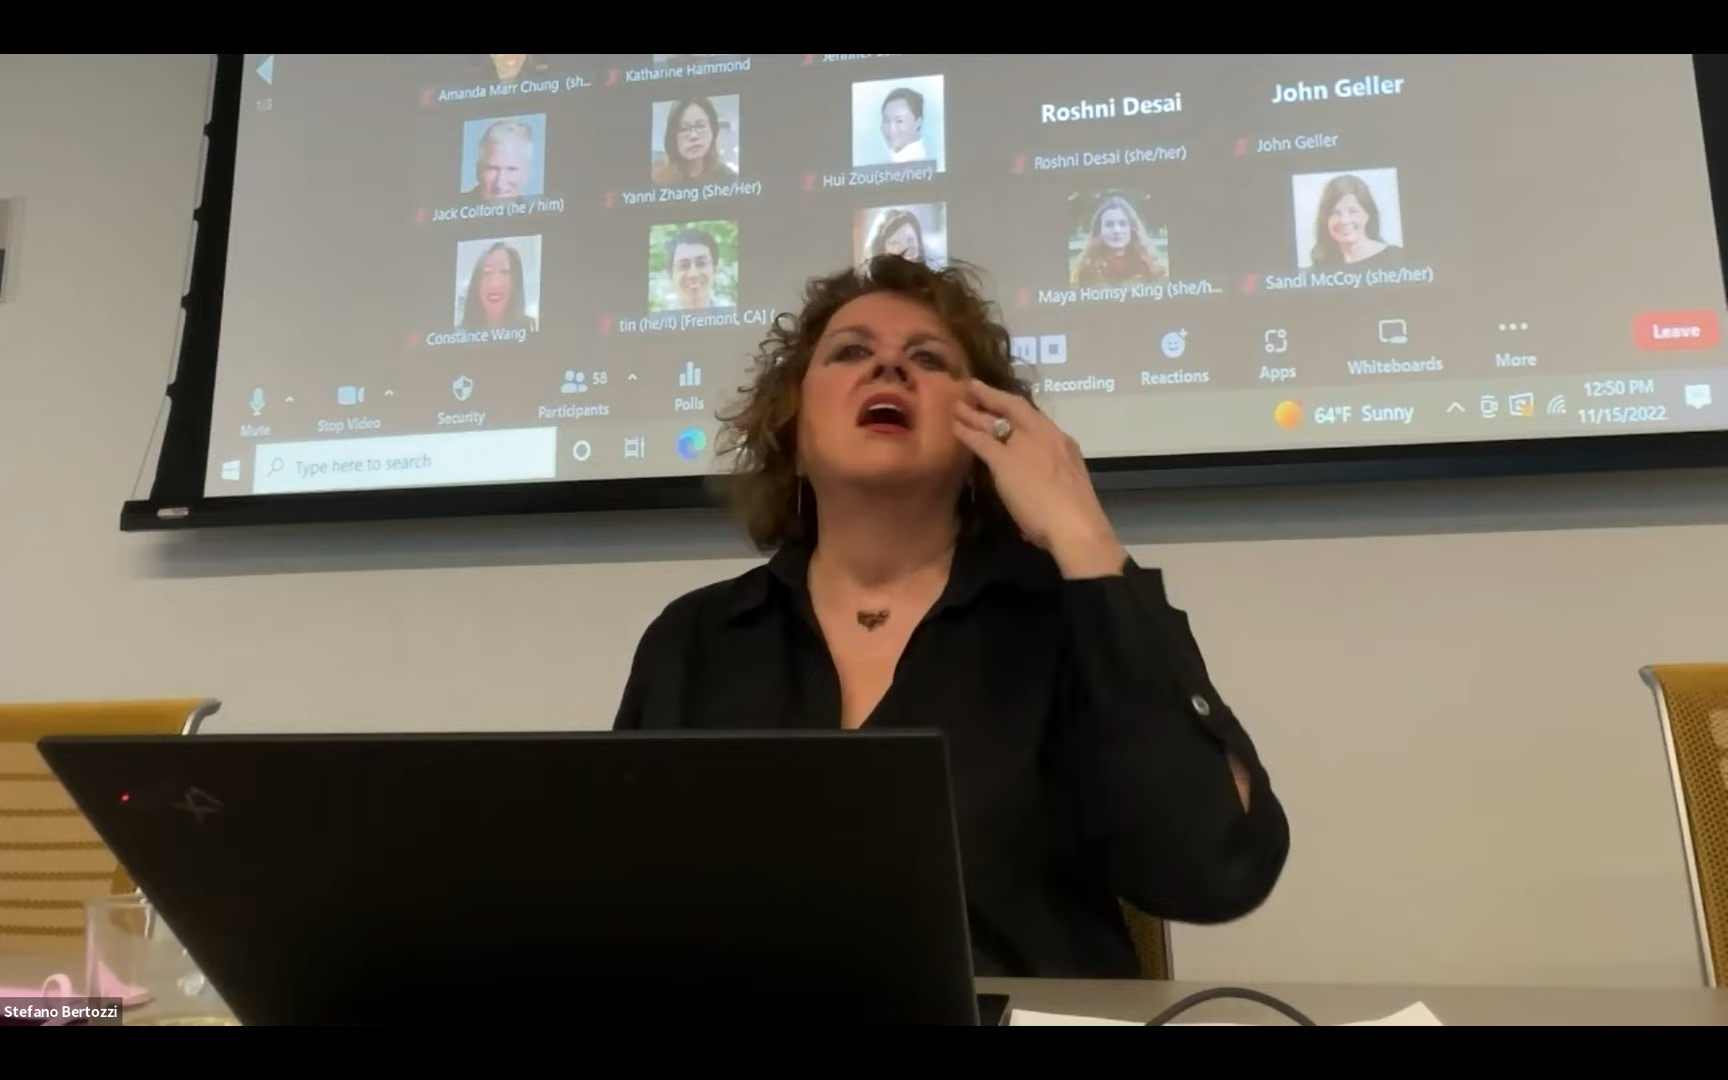 Amanda Marr Chung (sh...
Katharine Hammond
1/3
Roshni Desai
John Geller
Jack Colford (he / him)
Yanni Zhang (She/Her)
Hui Zou(she/her)
Roshni Desai (she/her)
John Geller
Constance Wang
tin (he/it) [Fremont, CA] (
Maya Homsy King (she/h...
Sandi McCoy (she/her)
Mute
Stop Video
Security
58
Participants
Polls
Recording
Reactions
Apps
Whiteboards
More
Leave
Type here to search
64°F Sunny
12:50 PM
11/15/2022
X1
Stefano Bertozzi